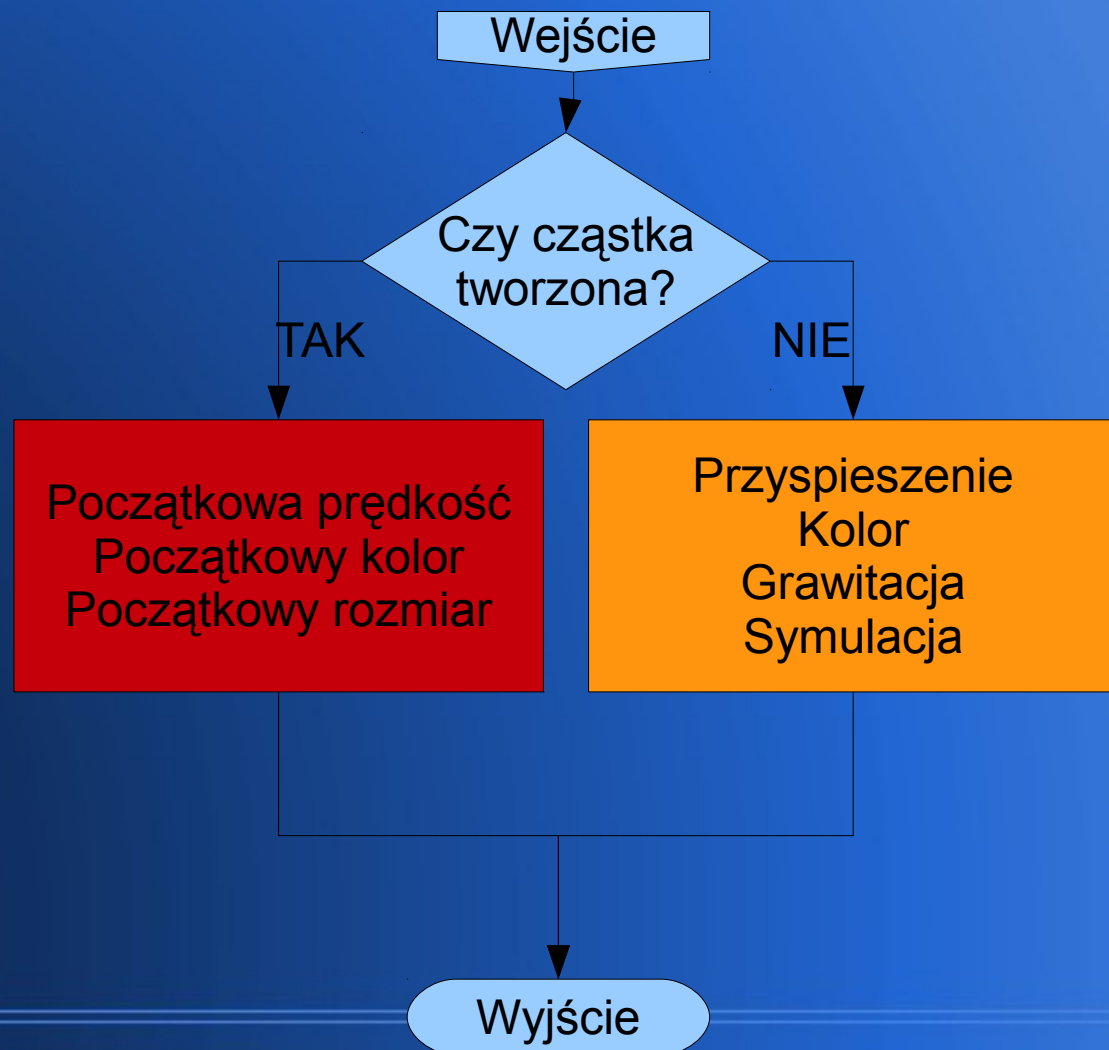 Wejście
Czy cząstka
tworzona?
TAK
NIE
Początkowa prędkość
Początkowy kolor
Początkowy rozmiar
Przyspieszenie
Kolor
Grawitacja
Symulacja
Wyjście